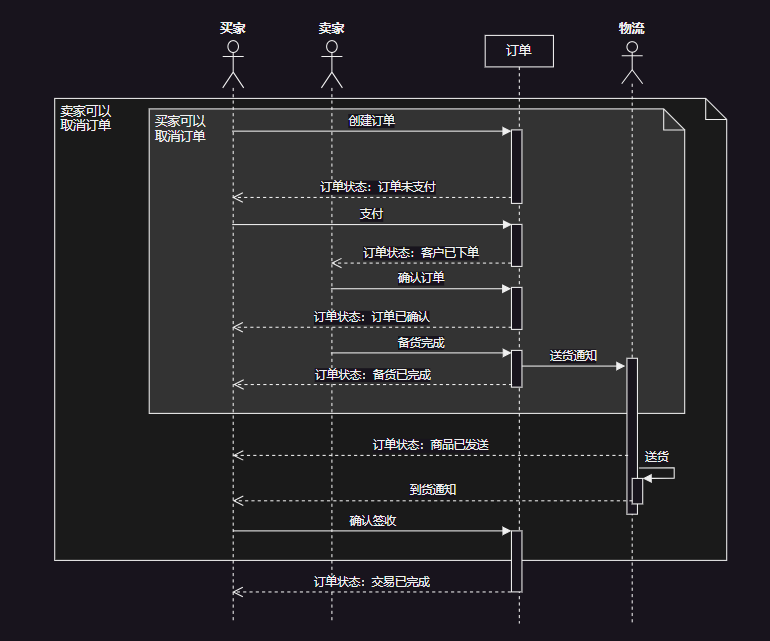 买家
卖家
订单
物流
卖家可以
取消订单
买家可以
取消订单
创建订单
订单状态：订单未支付
支付
订单状态：客户已下单
确认订单
订单状态：订单已确认
备货完成
送货通知
订单状态：备货已完成
订单状态：商品已发送
送货
到货通知
确认签收
订单状态：交易已完成